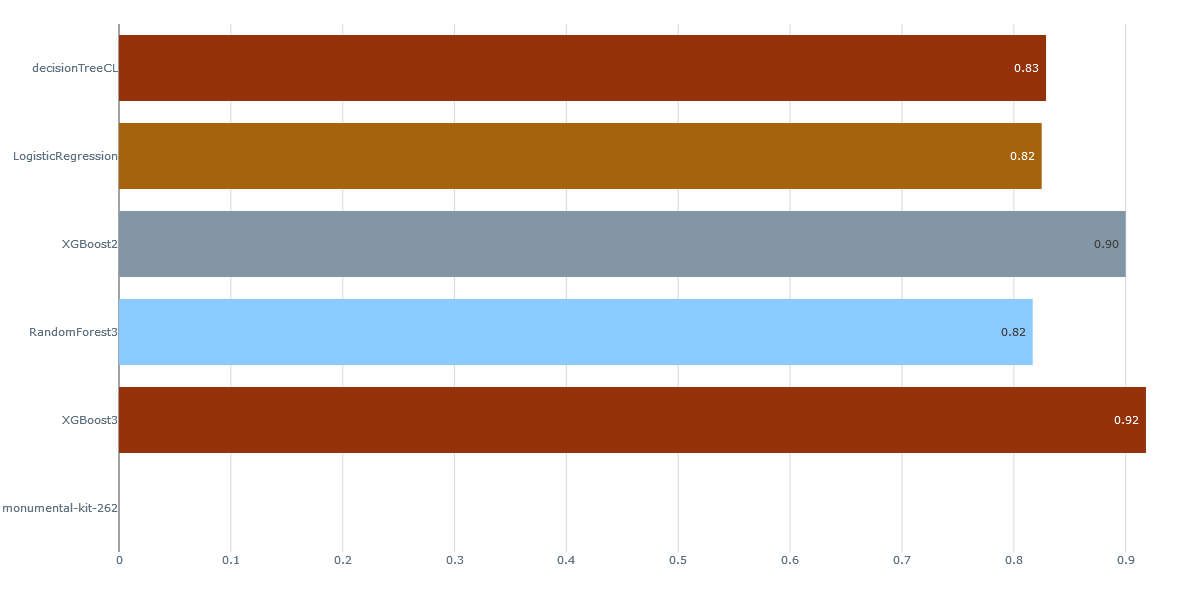 decisionTreeCL
0.83
LogisticRegression
0.82
XGBoost2
0.90
RandomForest3
0.82
XGBoost3
0.92
monumental-kit-262
0 0.1 0.2 0.3 0.4 0.5 0.6 0.7 0.8 0.9